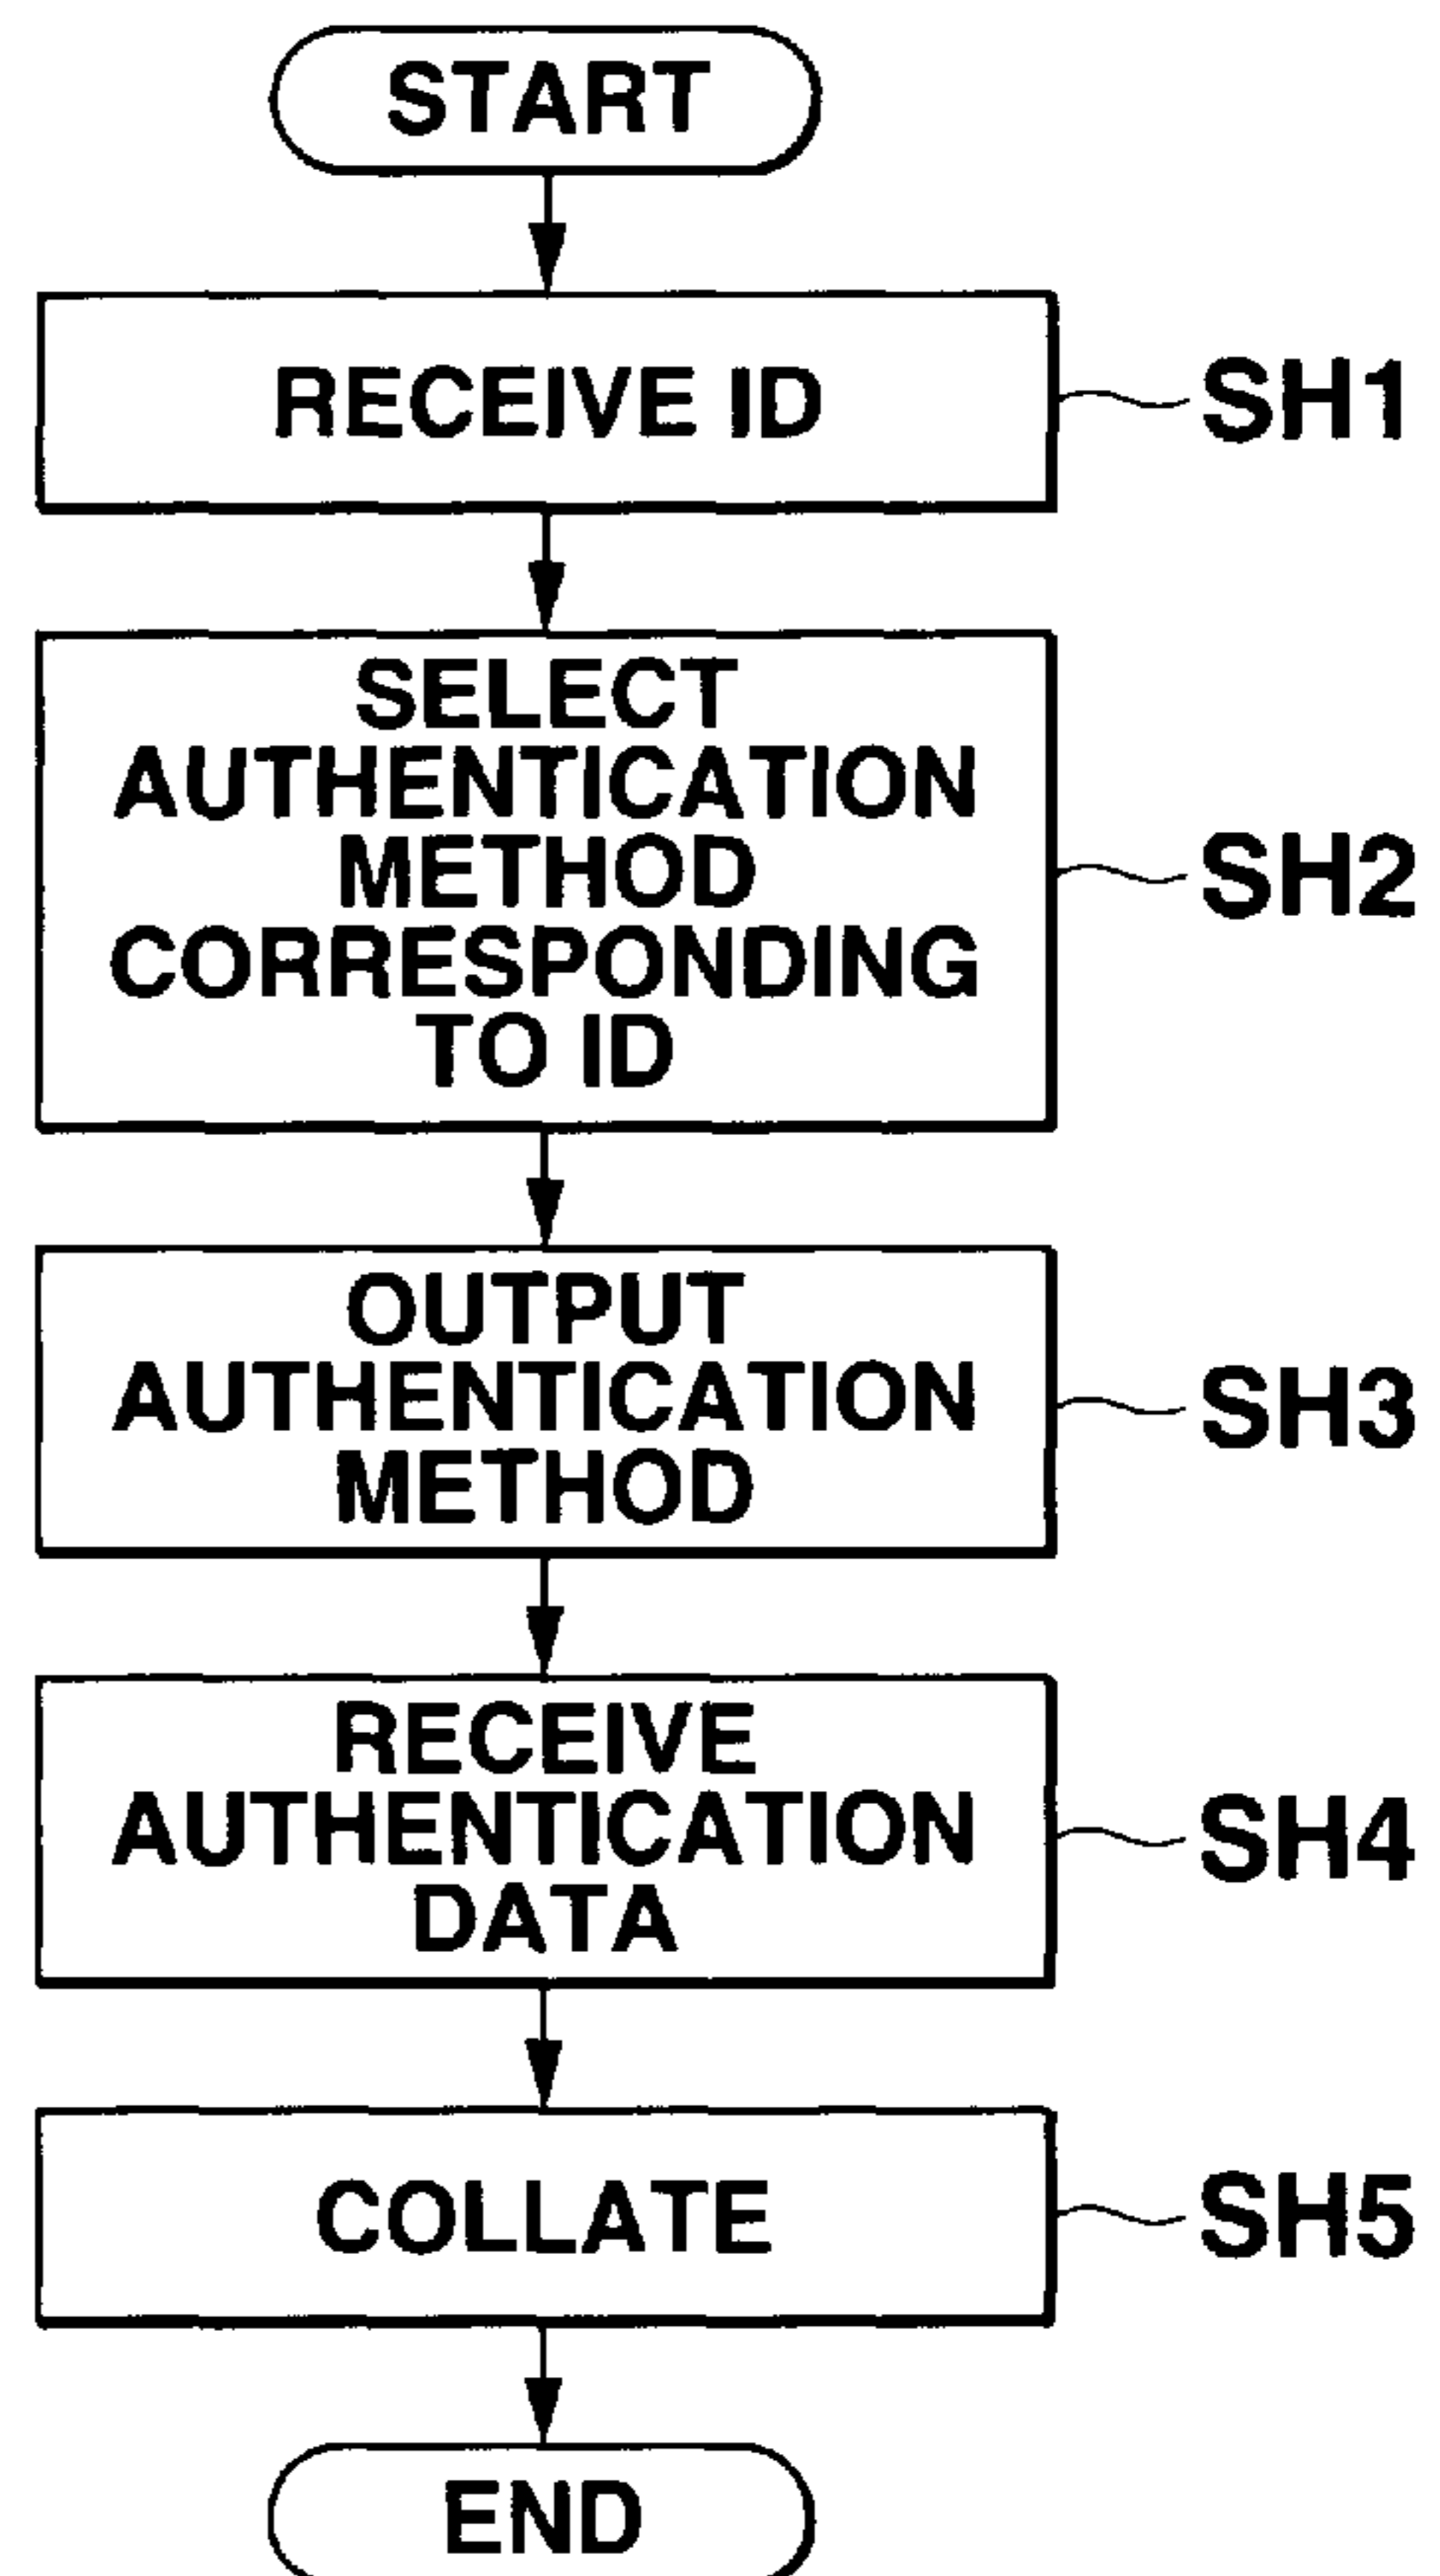 START
RECEIVE ID
SH1
SELECT
AUTHENTICATION
METHOD
CORRESPONDING
TO ID
SH2
OUTPUT
AUTHENTICATION
METHOD
SH3
RECEIVE
AUTHENTICATION
DATA
SH4
COLLATE
SH5
END